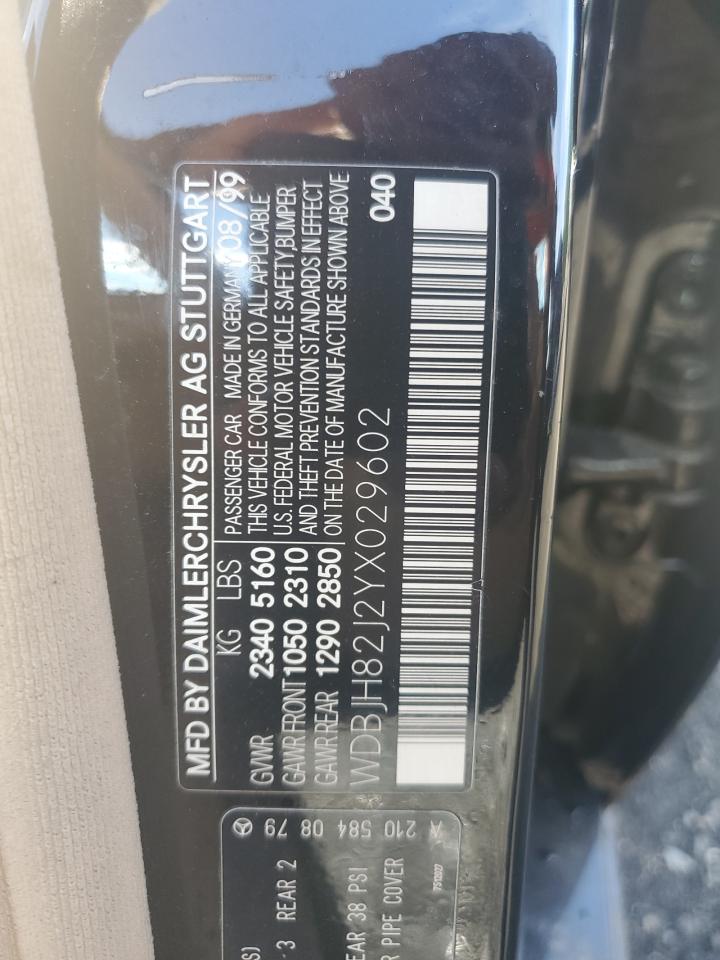 MFD BY DAIMLERCHRYSLER AG STUTTGART
KG LBS
GVWR 2340 5160
GAWR FRONT 1050 2310
GAWR REAR 1290 2850
PASSENGER CAR MADE IN GERMANY 08/99
THIS VEHICLE CONFORMS TO ALL APPLICABLE
U.S. FEDERAL MOTOR VEHICLE SAFETY,BUMPER
AND THEFT PREVENTION STANDARDS IN EFFECT
ON THE DATE OF MANUFACTURE SHOWN ABOVE
WDBJH82J2YX029602 040
A 210 584 08 79
3 REAR 2
38 PSI
PIPE COVER